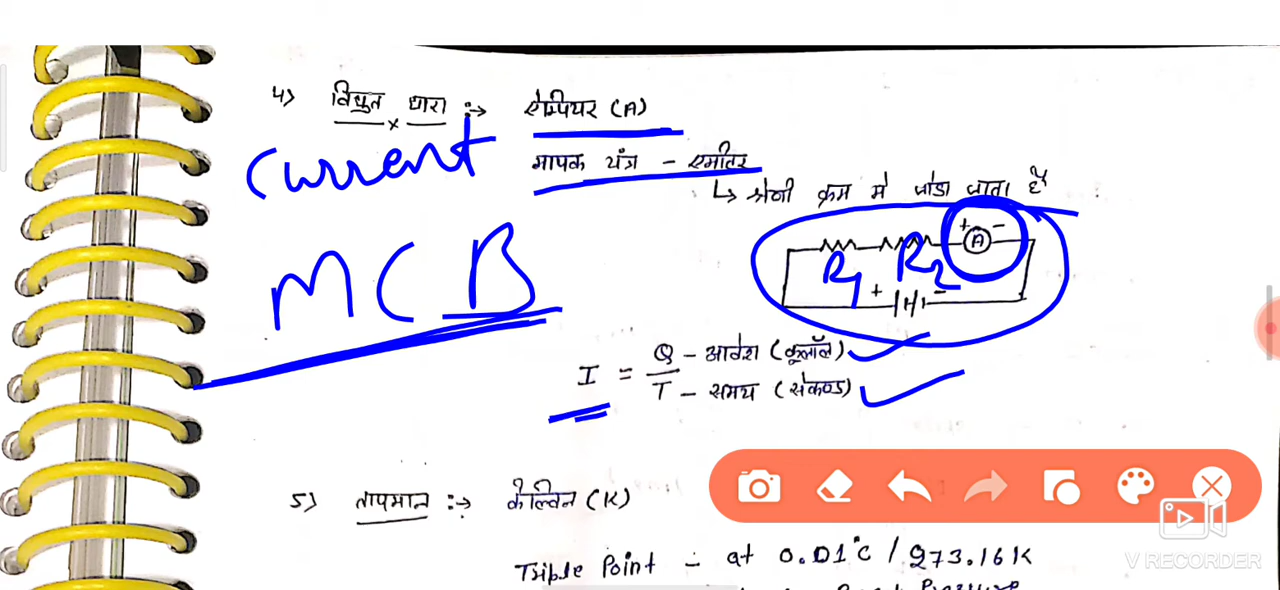 4) विधुत धारा :→ ऐम्पियर (A)
current
मापक यंत्र - एमीटर
↳ श्रेणी क्रम में जोडा जाता है
MCB
+ A -
R1 R2
+ -
I = Q - आवेश (कूलॉम)
T - समय (सेकण्ड)
5) तापमान :→ केल्विन (K)
Triple Point - at 0.01°C / 273.16K
V RECORDER